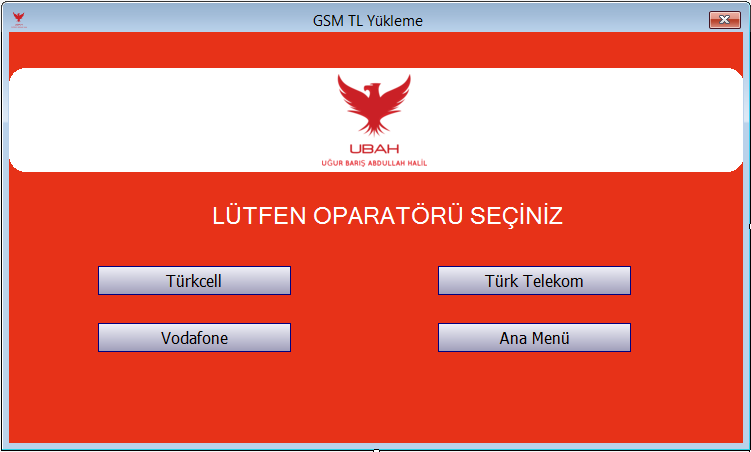 GSM TL Yükleme
UBAH
UĞUR BARIŞ ABDULLAH HALİL
LÜTFEN OPARATÖRÜ SEÇİNİZ
Türkcell
Türk Telekom
Vodafone
Ana Menü